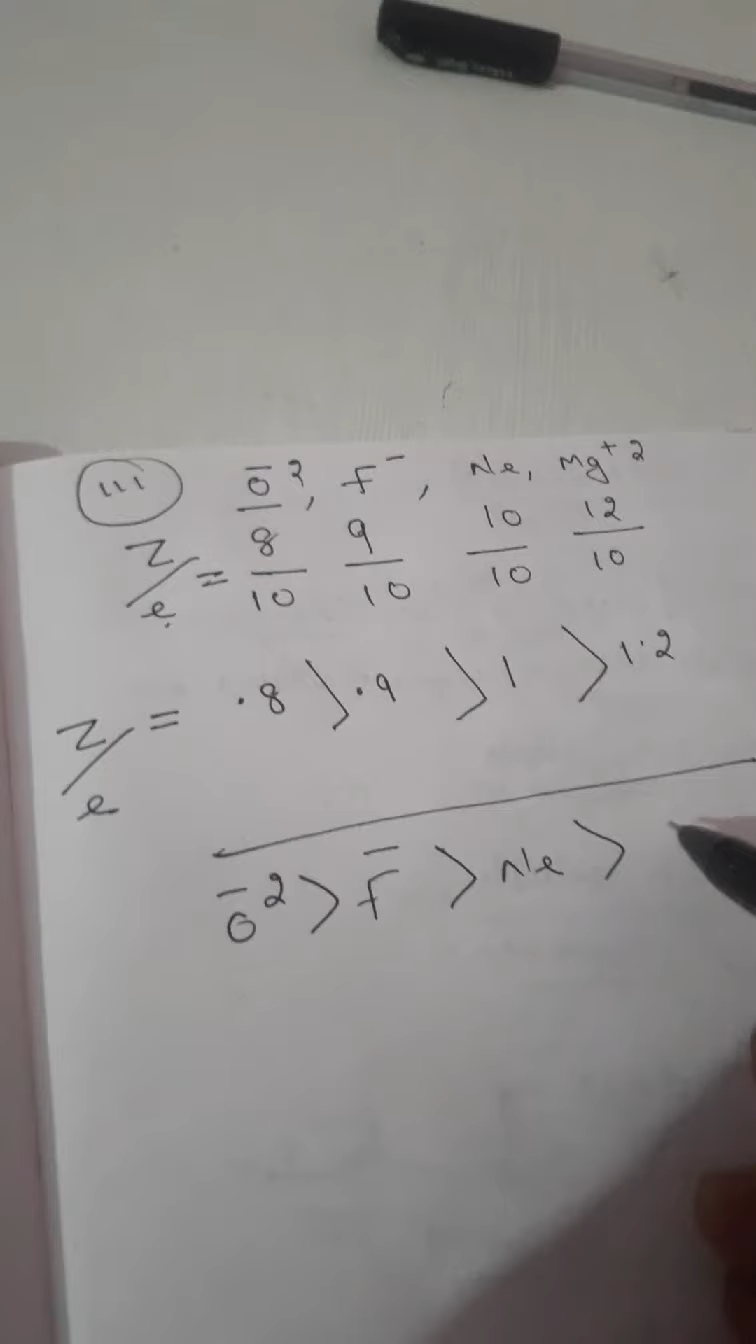 (iii) O̅², F⁻, Ne, Mg⁺²
Z/e = 8/10 9/10 10/10 12/10
Z/e = .8 > .9 > 1 > 1.2
O̅² > F̅ > Ne >